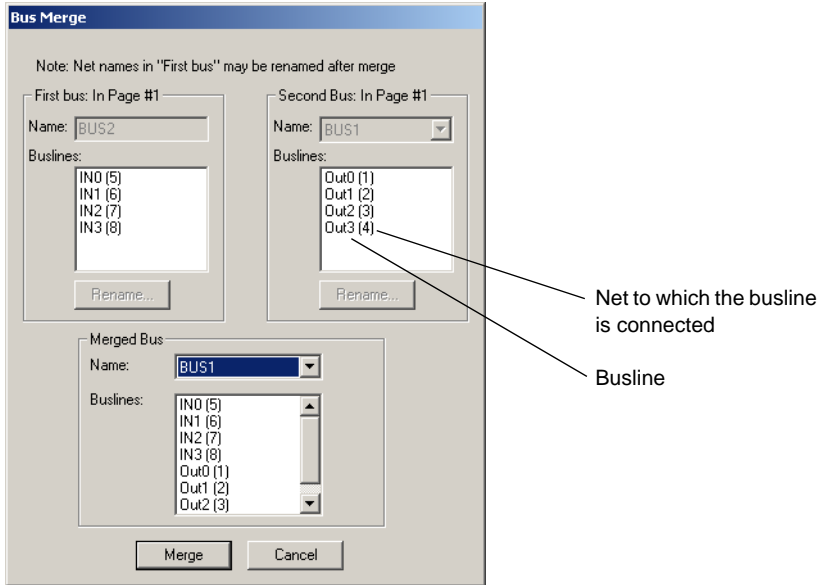 Bus Merge
Note: Net names in "First bus" may be renamed after merge
First bus: In Page #1
Name: BUS2
Buslines:
IN0 (5)
IN1 (6)
IN2 (7)
IN3 (8)
Rename...
Second Bus: In Page #1
Name: BUS1
Buslines:
Out0 (1)
Out1 (2)
Out2 (3)
Out3 (4)
Rename...
Net to which the busline
is connected
Busline
Merged Bus
Name: BUS1
Buslines:
IN0 (5)
IN1 (6)
IN2 (7)
IN3 (8)
Out0 (1)
Out1 (2)
Out2 (3)
Merge Cancel